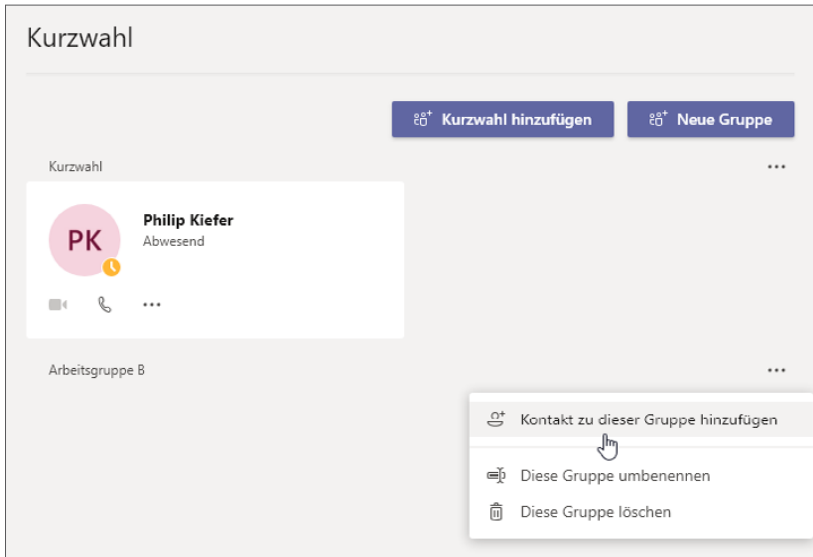 Kurzwahl
Kurzwahl hinzufügen Neue Gruppe
Kurzwahl ...
Philip Kiefer
PK Abwesend
...
Arbeitsgruppe B ...
Kontakt zu dieser Gruppe hinzufügen
Diese Gruppe umbenennen
Diese Gruppe löschen